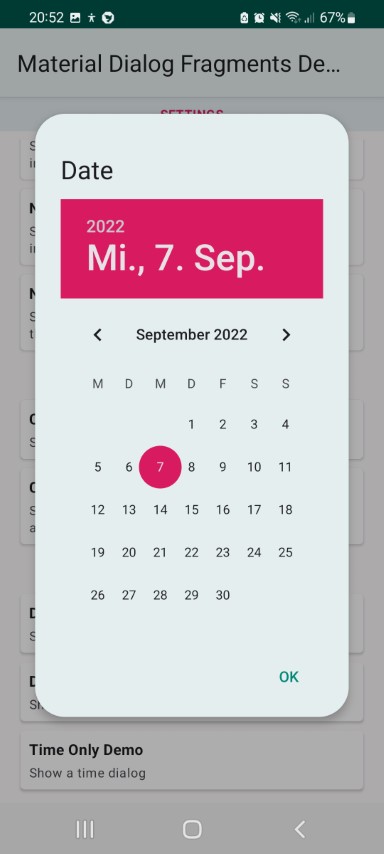 20:52
67%
Material Dialog Fragments De...
SETTINGS
Date
2022
Mi., 7. Sep.
September 2022
M D M D F S S
1 2 3 4
5 6 7 8 9 10 11
12 13 14 15 16 17 18
19 20 21 22 23 24 25
26 27 28 29 30
OK
Time Only Demo
Show a time dialog